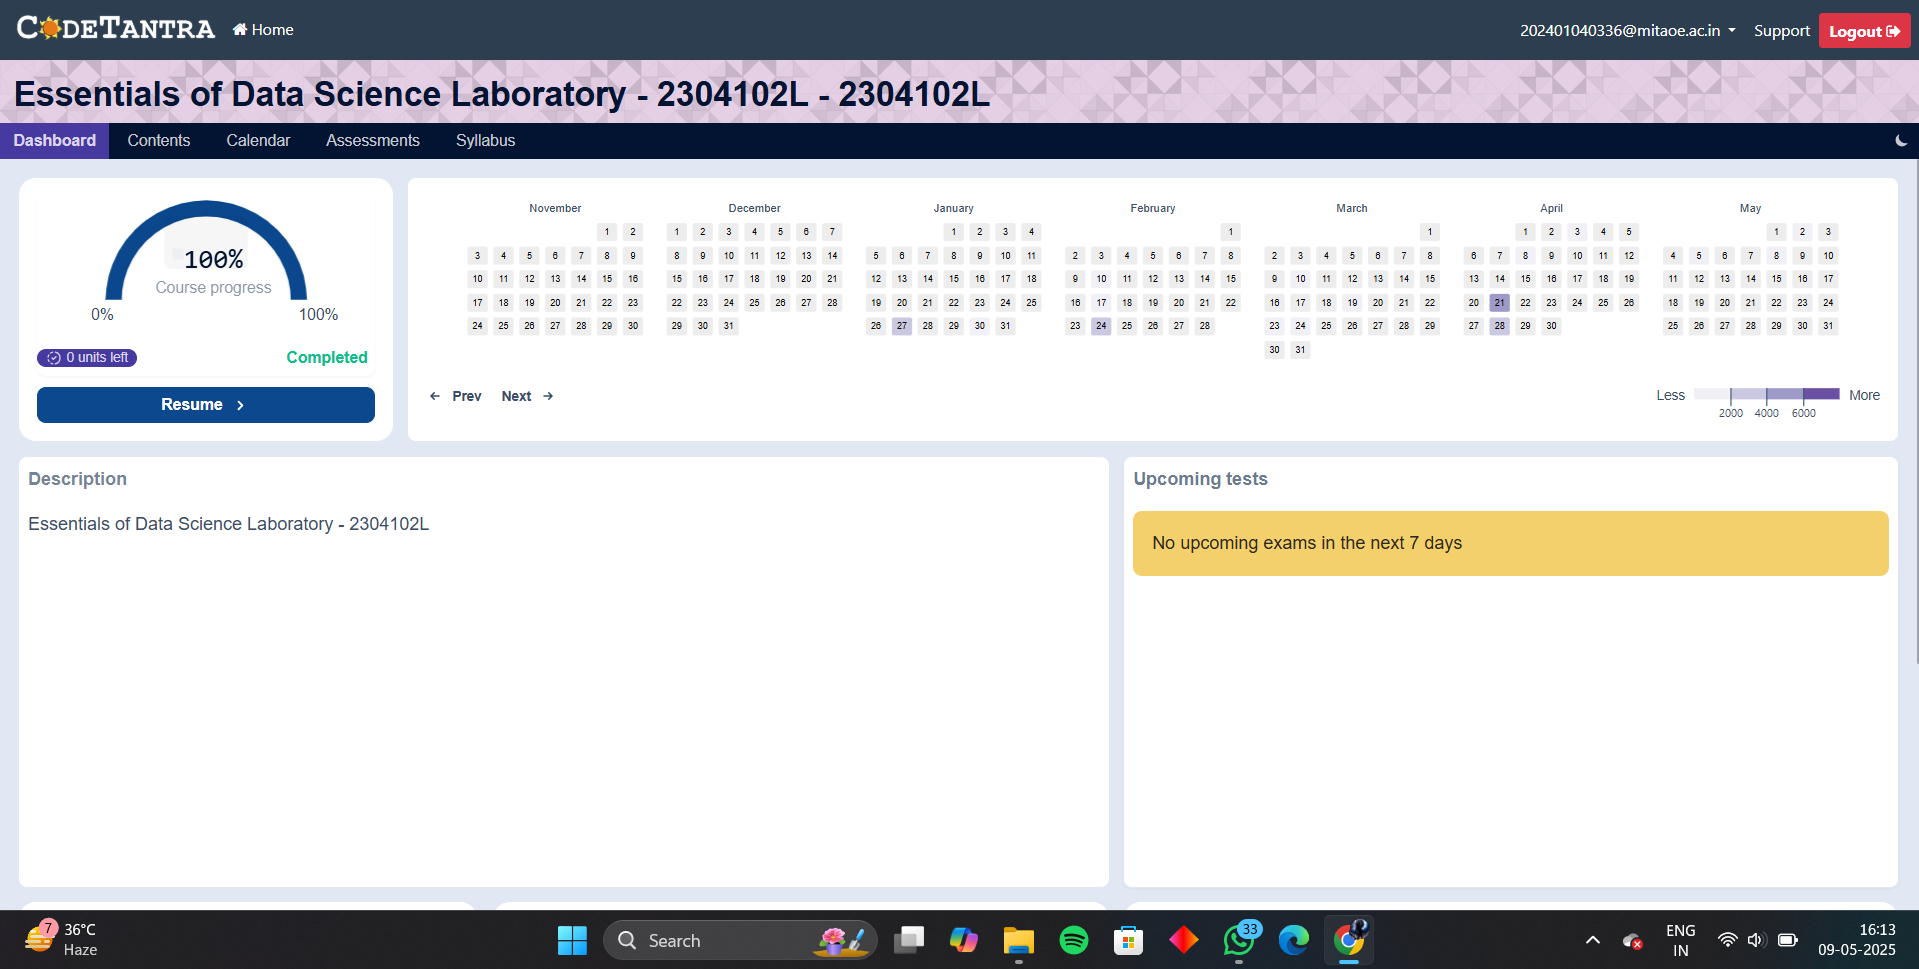 CODETANTRA
Home
202401040336@mitaoe.ac.in
Support
Logout
Essentials of Data Science Laboratory - 2304102L - 2304102L
Dashboard
Contents
Calendar
Assessments
Syllabus
100%
Course progress
0%
100%
0 units left
Completed
Resume
November
1 2
3 4 5 6 7 8 9
10 11 12 13 14 15 16
17 18 19 20 21 22 23
24 25 26 27 28 29 30
December
1 2 3 4 5 6 7
8 9 10 11 12 13 14
15 16 17 18 19 20 21
22 23 24 25 26 27 28
29 30 31
January
1 2 3 4
5 6 7 8 9 10 11
12 13 14 15 16 17 18
19 20 21 22 23 24 25
26 27 28 29 30 31
February
1
2 3 4 5 6 7 8
9 10 11 12 13 14 15
16 17 18 19 20 21 22
23 24 25 26 27 28
March
1
2 3 4 5 6 7 8
9 10 11 12 13 14 15
16 17 18 19 20 21 22
23 24 25 26 27 28 29
30 31
April
1 2 3 4 5
6 7 8 9 10 11 12
13 14 15 16 17 18 19
20 21 22 23 24 25 26
27 28 29 30
May
1 2 3
4 5 6 7 8 9 10
11 12 13 14 15 16 17
18 19 20 21 22 23 24
25 26 27 28 29 30 31
Prev
Next
Less
More
2000 4000 6000
Description
Essentials of Data Science Laboratory - 2304102L
Upcoming tests
No upcoming exams in the next 7 days
7
36°C
Haze
Search
33
ENG
IN
16:13
09-05-2025